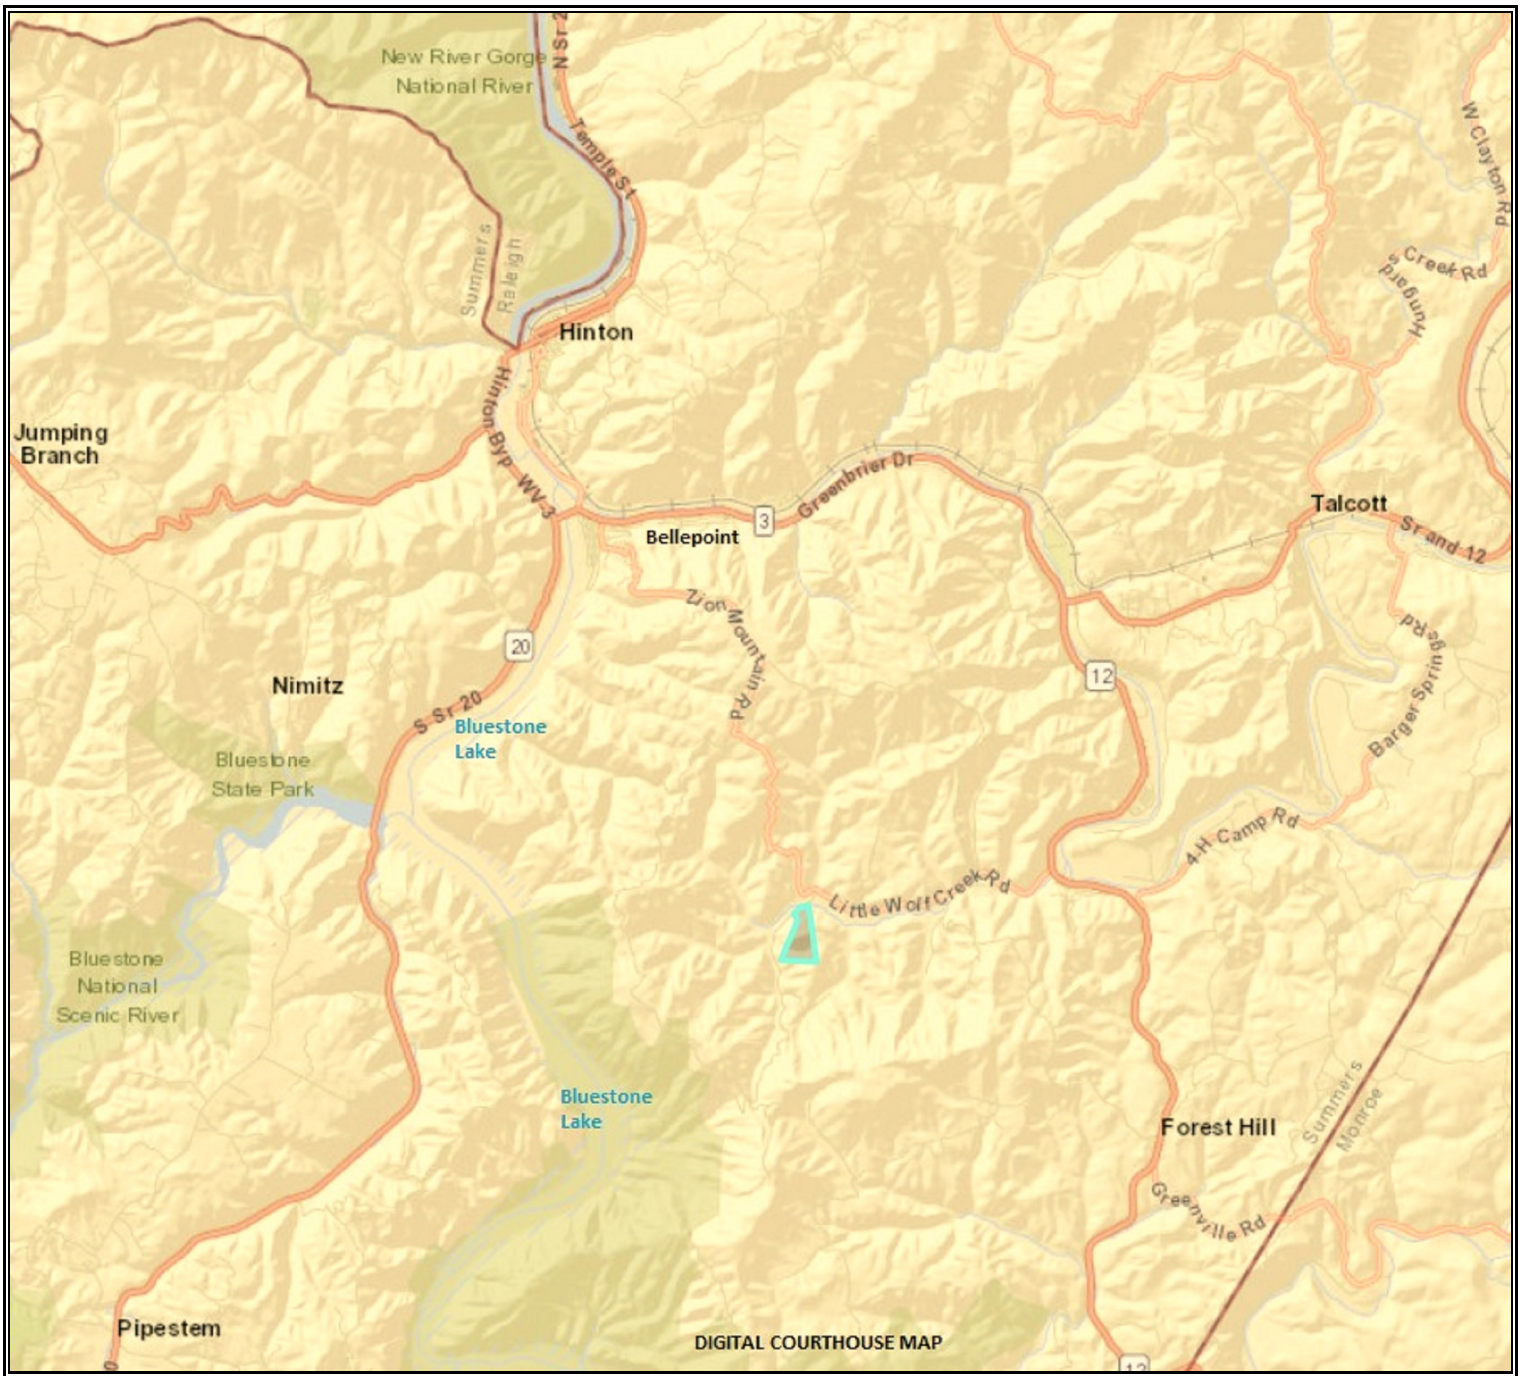 New River Gorge
National River
N Sr 2
Temple St
W Clayton Rd
Summers
Raleigh
Hungards Creek Rd
Hinton
Hinton Byp
WV-3
Jumping
Branch
Greenbrier Dr
3
Bellepoint
Talcott
Sr and 12
Zion Mountain Rd
20
Barger Springs Rd
12
Nimitz
S Sr 20
Bluestone
Lake
Bluestone
State Park
4-H Camp Rd
Little Wolf Creek Rd
Bluestone
National
Scenic River
Bluestone
Lake
Forest Hill
Summers
Monroe
Greenville Rd
Pipestem
DIGITAL COURTHOUSE MAP
12